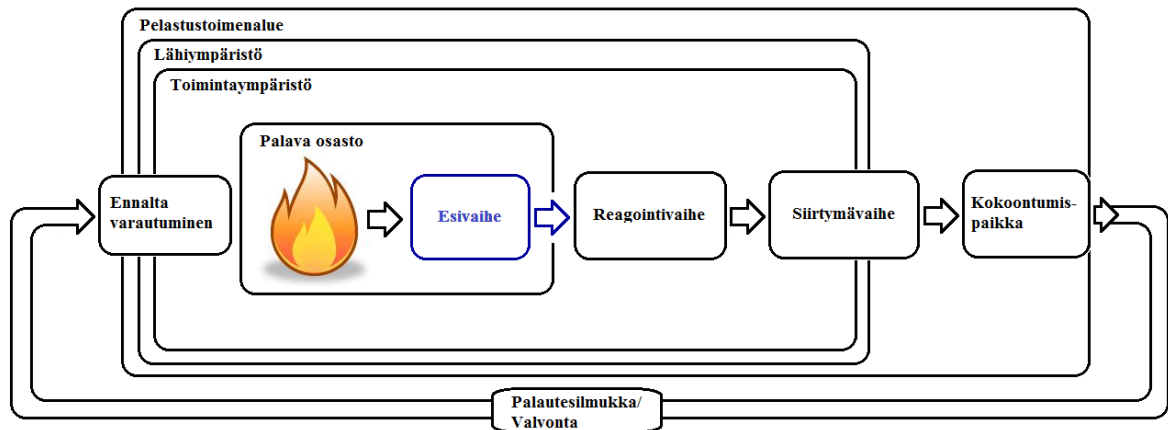 Pelastustoimenalue
Lähiympäristö
Toimintaympäristö
Palava osasto
Ennalta
varautuminen
Esivaihe
Reagointivaihe
Siirtymävaihe
Kokoontumis-
paikka
Palautesilmukka/
Valvonta